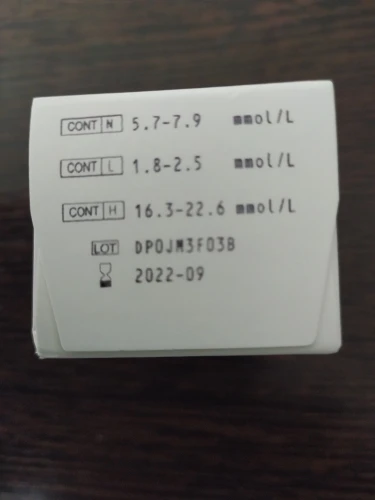 CONT N 5.7-7.9 mmol/L
CONT L 1.8-2.5 mmol/L
CONT H 16.3-22.6 mmol/L
LOT DP0JM3F03B
2022-09